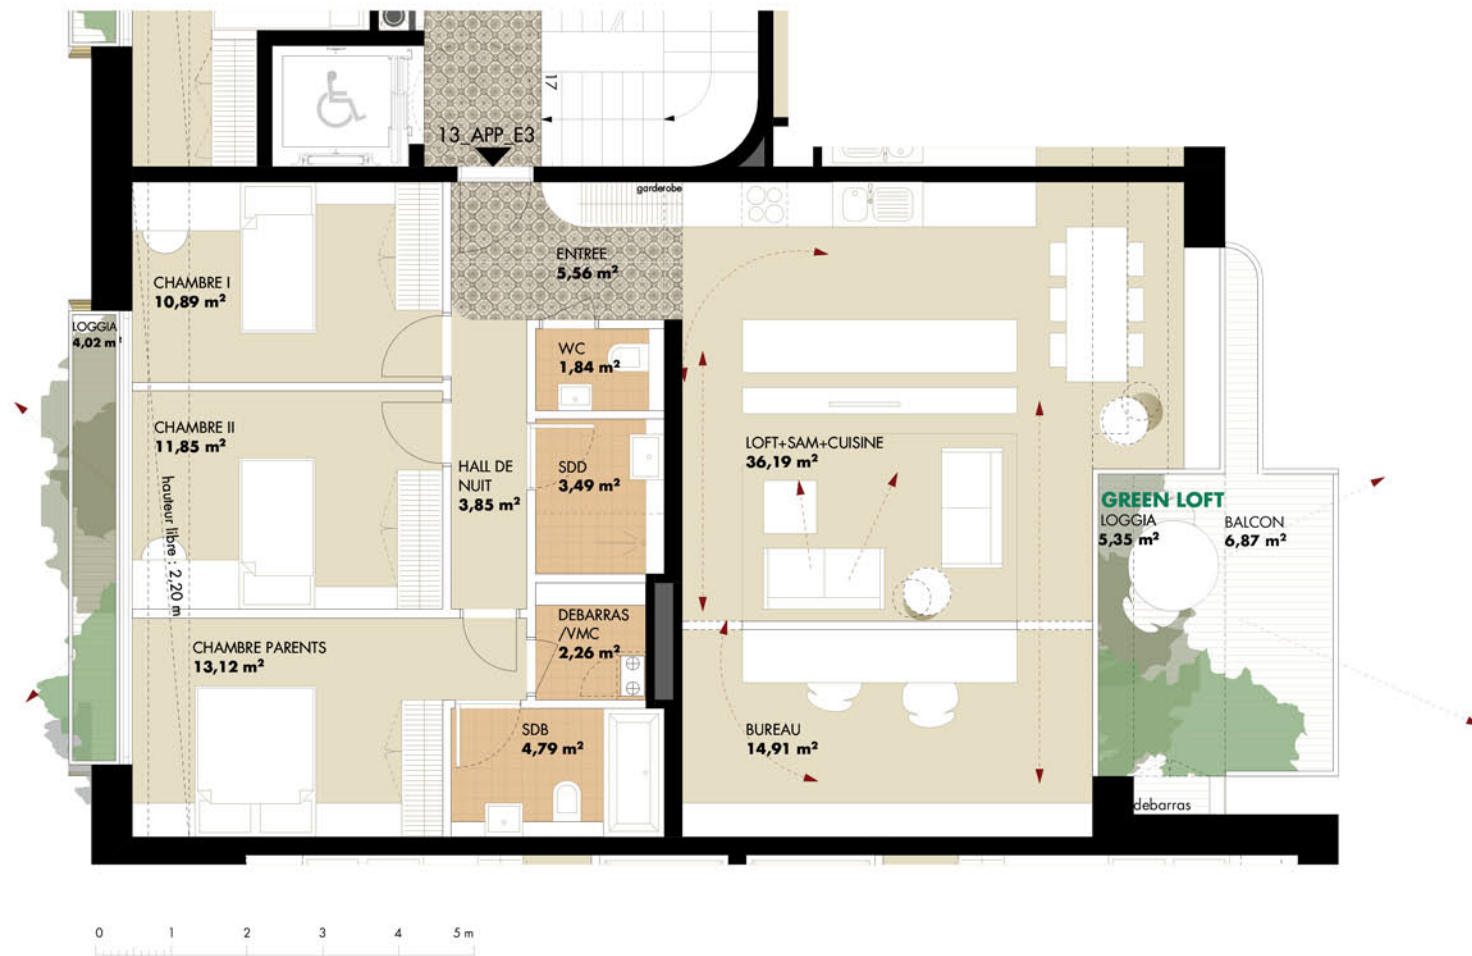 17
13_APP_E3
garderobe
ENTREE
5,56 m²
CHAMBRE I
10,89 m²
LOGGIA
4,02 m²
WC
1,84 m²
CHAMBRE II
11,85 m²
HALL DE
NUIT
3,85 m²
SDD
3,49 m²
LOFT+SAM+CUISINE
36,19 m²
hauteur libre : 2,20 m
GREEN LOFT
LOGGIA
5,35 m²
BALCON
6,87 m²
CHAMBRE PARENTS
13,12 m²
DEBARRAS
/VMC
2,26 m²
SDB
4,79 m²
BUREAU
14,91 m²
debarras
0 1 2 3 4 5 m